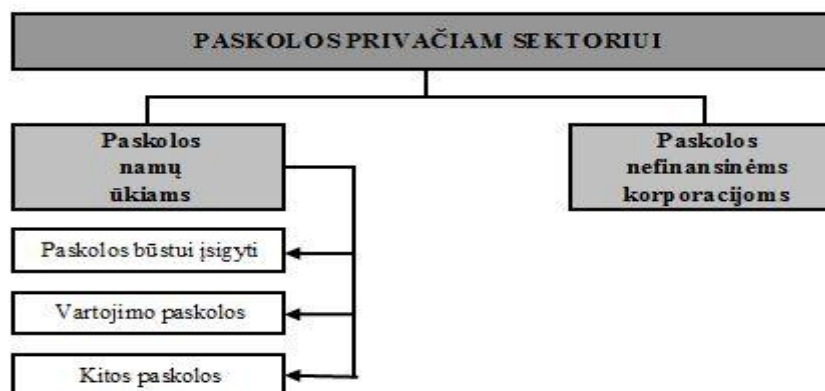 PASKOLOS PRIVAČIAM SEKTORIUI
Paskolos
namų
ūkiams
Paskolos
nefinansinėms
korporacijoms
Paskolos būstui įsigyti
Vartojimo paskolos
Kitos paskolos